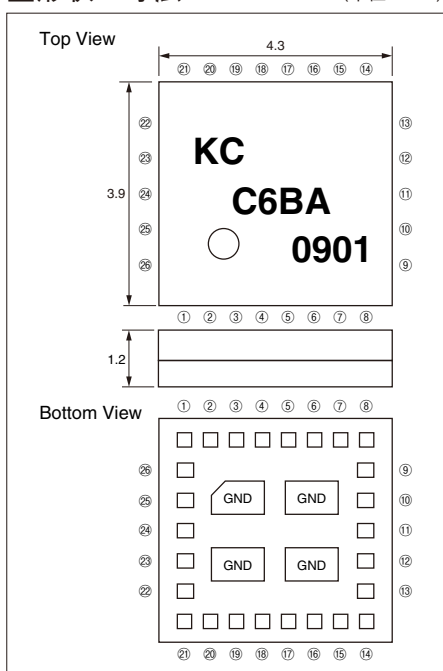 Top View
4.3
㉑ ⑳ ⑲ ⑱ ⑰ ⑯ ⑮ ⑭
㉒ ⑬
㉓ KC ⑫
3.9 ㉔ C6BA ⑪
㉕ 0901 ⑩
㉖ ⑨
① ② ③ ④ ⑤ ⑥ ⑦ ⑧
1.2
Bottom View ① ② ③ ④ ⑤ ⑥ ⑦ ⑧
㉖ ⑨
㉕ GND GND ⑩
㉔ ⑪
㉓ GND GND ⑫
㉒ ⑬
㉑ ⑳ ⑲ ⑱ ⑰ ⑯ ⑮ ⑭